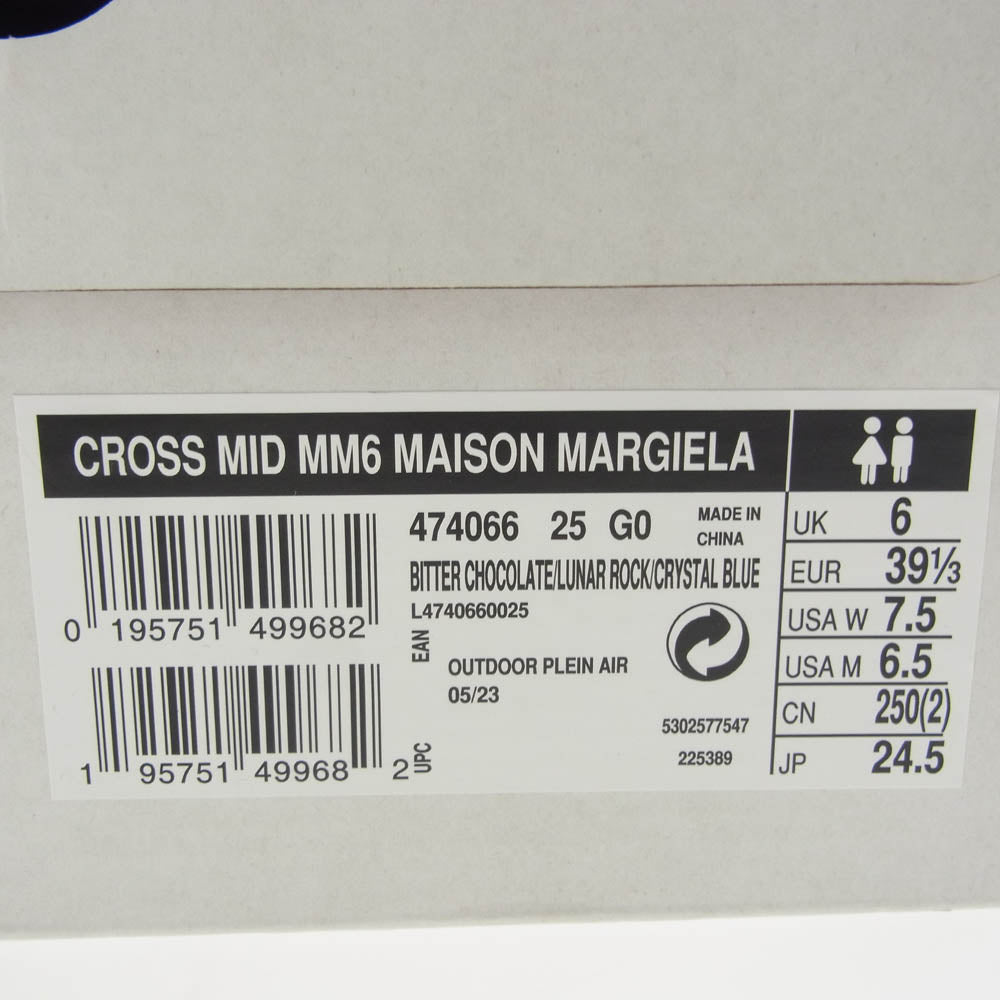 CROSS MID MM6 MAISON MARGIELA
0 195751 499682
EAN
1 95751 49968 2
UPC
474066 25 G0
MADE IN
CHINA
BITTER CHOCOLATE/LUNAR ROCK/CRYSTAL BLUE
L4740660025
OUTDOOR PLEIN AIR
05/23
5302577547
225389
UK 6
EUR 39⅓
USA W 7.5
USA M 6.5
CN 250(2)
JP 24.5